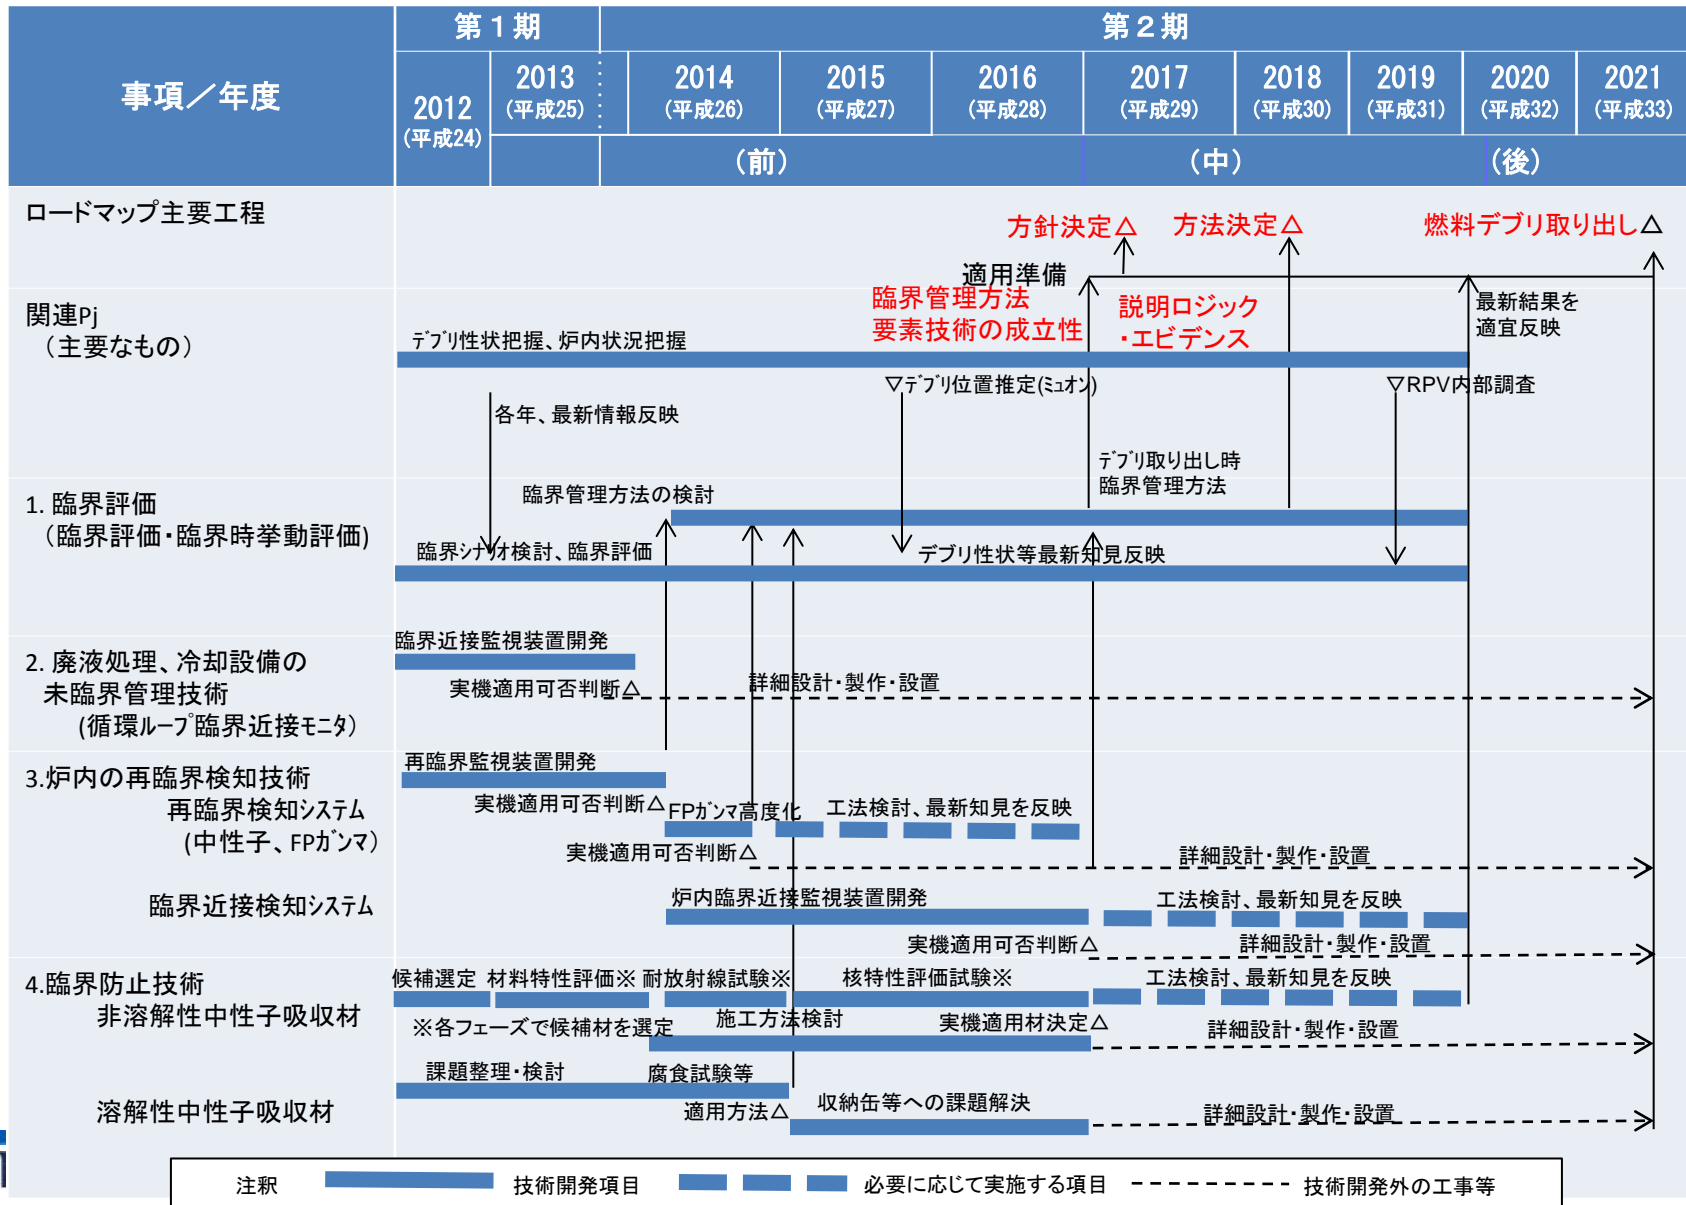 事項／年度
第１期
第２期
2012
(平成24)
2013
(平成25)
2014
(平成26)
2015
(平成27)
2016
(平成28)
2017
(平成29)
2018
(平成30)
2019
(平成31)
2020
(平成32)
2021
(平成33)
（前）
（中）
（後）
ロードマップ主要工程
方針決定△
方法決定△
燃料デブリ取り出し△
適用準備
関連Pj
（主要なもの）
臨界管理方法
要素技術の成立性
説明ロジック
・エビデンス
最新結果を
適宜反映
ﾃﾞﾌﾞﾘ性状把握、炉内状況把握
▽ﾃﾞﾌﾞﾘ位置推定(ﾐｭｵﾝ)
▽RPV内部調査
各年、最新情報反映
ﾃﾞﾌﾞﾘ取り出し時
臨界管理方法
1. 臨界評価
（臨界評価・臨界時挙動評価)
臨界管理方法の検討
臨界ｼﾅﾘｵ検討、臨界評価
デブリ性状等最新知見反映
2. 廃液処理、冷却設備の
未臨界管理技術
(循環ﾙｰﾌﾟ臨界近接ﾓﾆﾀ）
臨界近接監視装置開発
実機適用可否判断△
詳細設計・製作・設置
3.炉内の再臨界検知技術
再臨界検知システム
(中性子、FPｶﾞﾝﾏ）
再臨界監視装置開発
実機適用可否判断△
FPｶﾞﾝﾏ高度化
工法検討、最新知見を反映
実機適用可否判断△
詳細設計・製作・設置
臨界近接検知ｼｽﾃﾑ
炉内臨界近接監視装置開発
工法検討、最新知見を反映
実機適用可否判断△
詳細設計・製作・設置
4.臨界防止技術
非溶解性中性子吸収材
候補選定
材料特性評価※
耐放射線試験※
核特性評価試験※
工法検討、最新知見を反映
※各フェーズで候補材を選定
施工方法検討
実機適用材決定△
詳細設計・製作・設置
溶解性中性子吸収材
課題整理・検討
腐食試験等
適用方法△
収納缶等への課題解決
詳細設計・製作・設置
注釈
技術開発項目
必要に応じて実施する項目
技術開発外の工事等